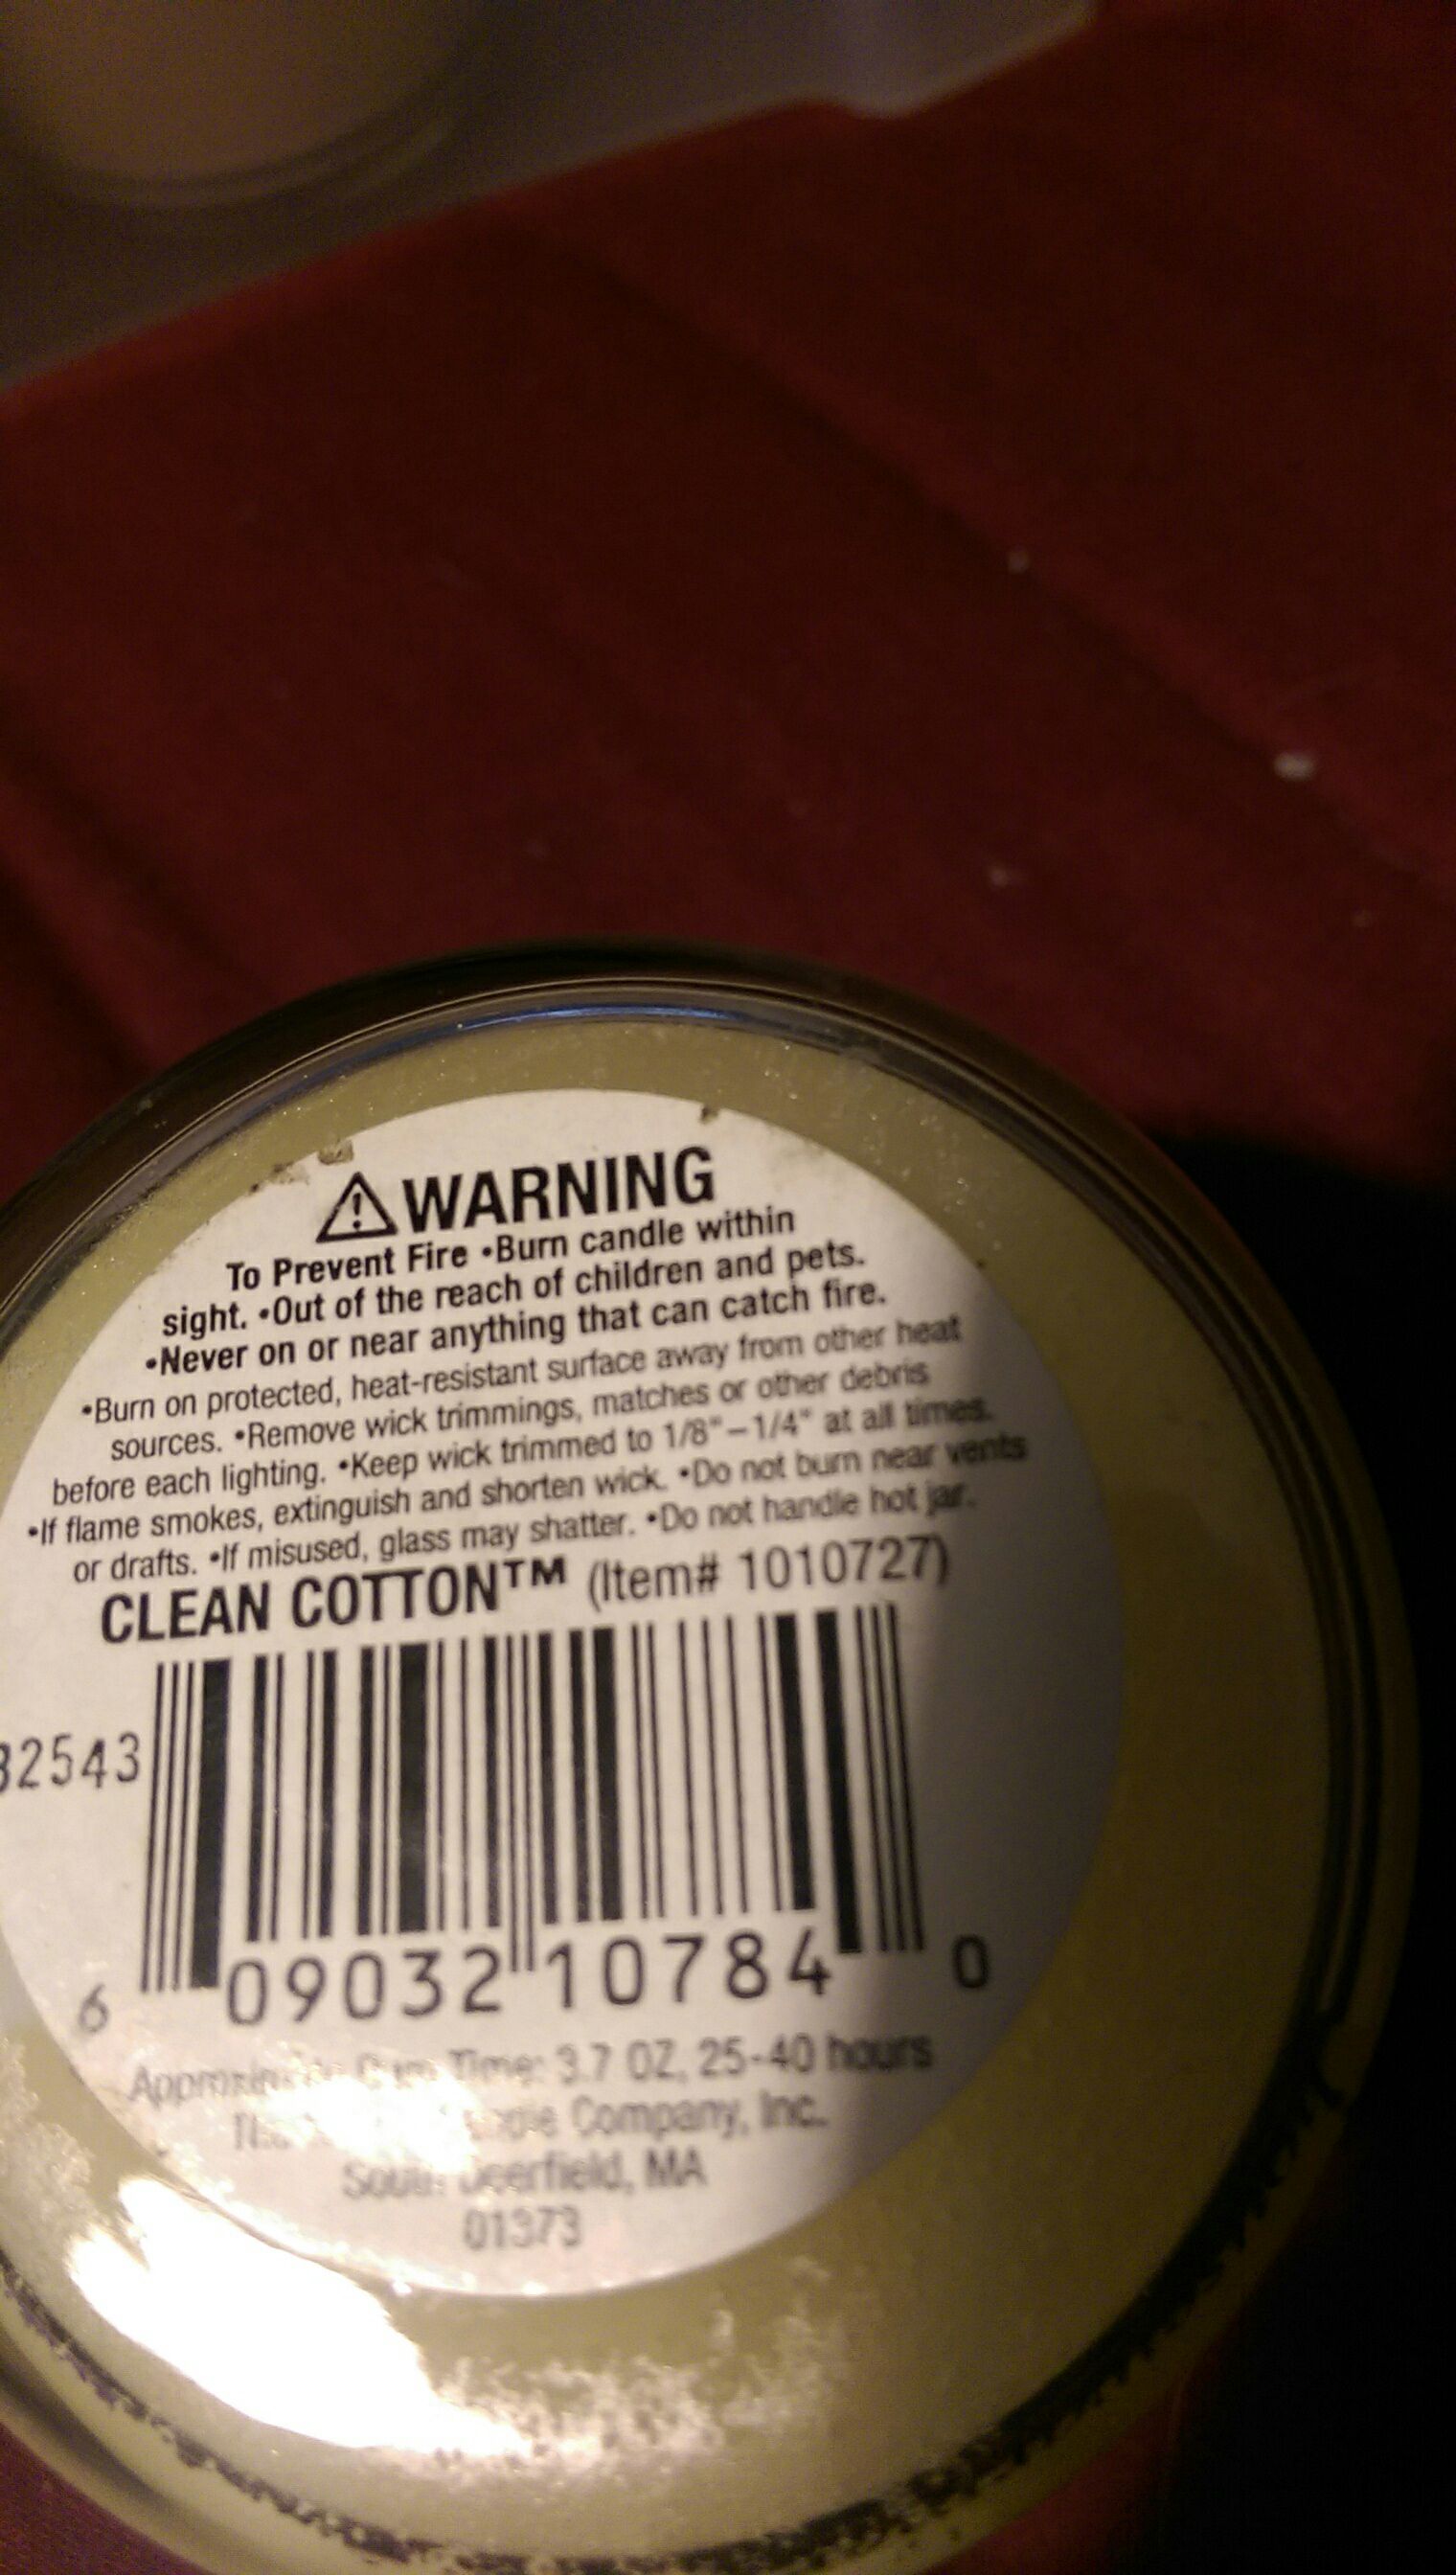 WARNING
To Prevent Fire •Burn candle within
sight. •Out of the reach of children and pets.
•Never on or near anything that can catch fire.
•Burn on protected, heat-resistant surface away from other heat
sources. •Remove wick trimmings, matches or other debris
before each lighting. •Keep wick trimmed to 1/8"–1/4" at all times.
•If flame smokes, extinguish and shorten wick. •Do not burn near vents
or drafts. •If misused, glass may shatter. •Do not handle hot jar.
CLEAN COTTON™ (Item# 1010727)
32543
6 09032 10784 0
Time: 3.7 OZ, 25-40 hours
Company, Inc.
South Deerfield, MA
01373